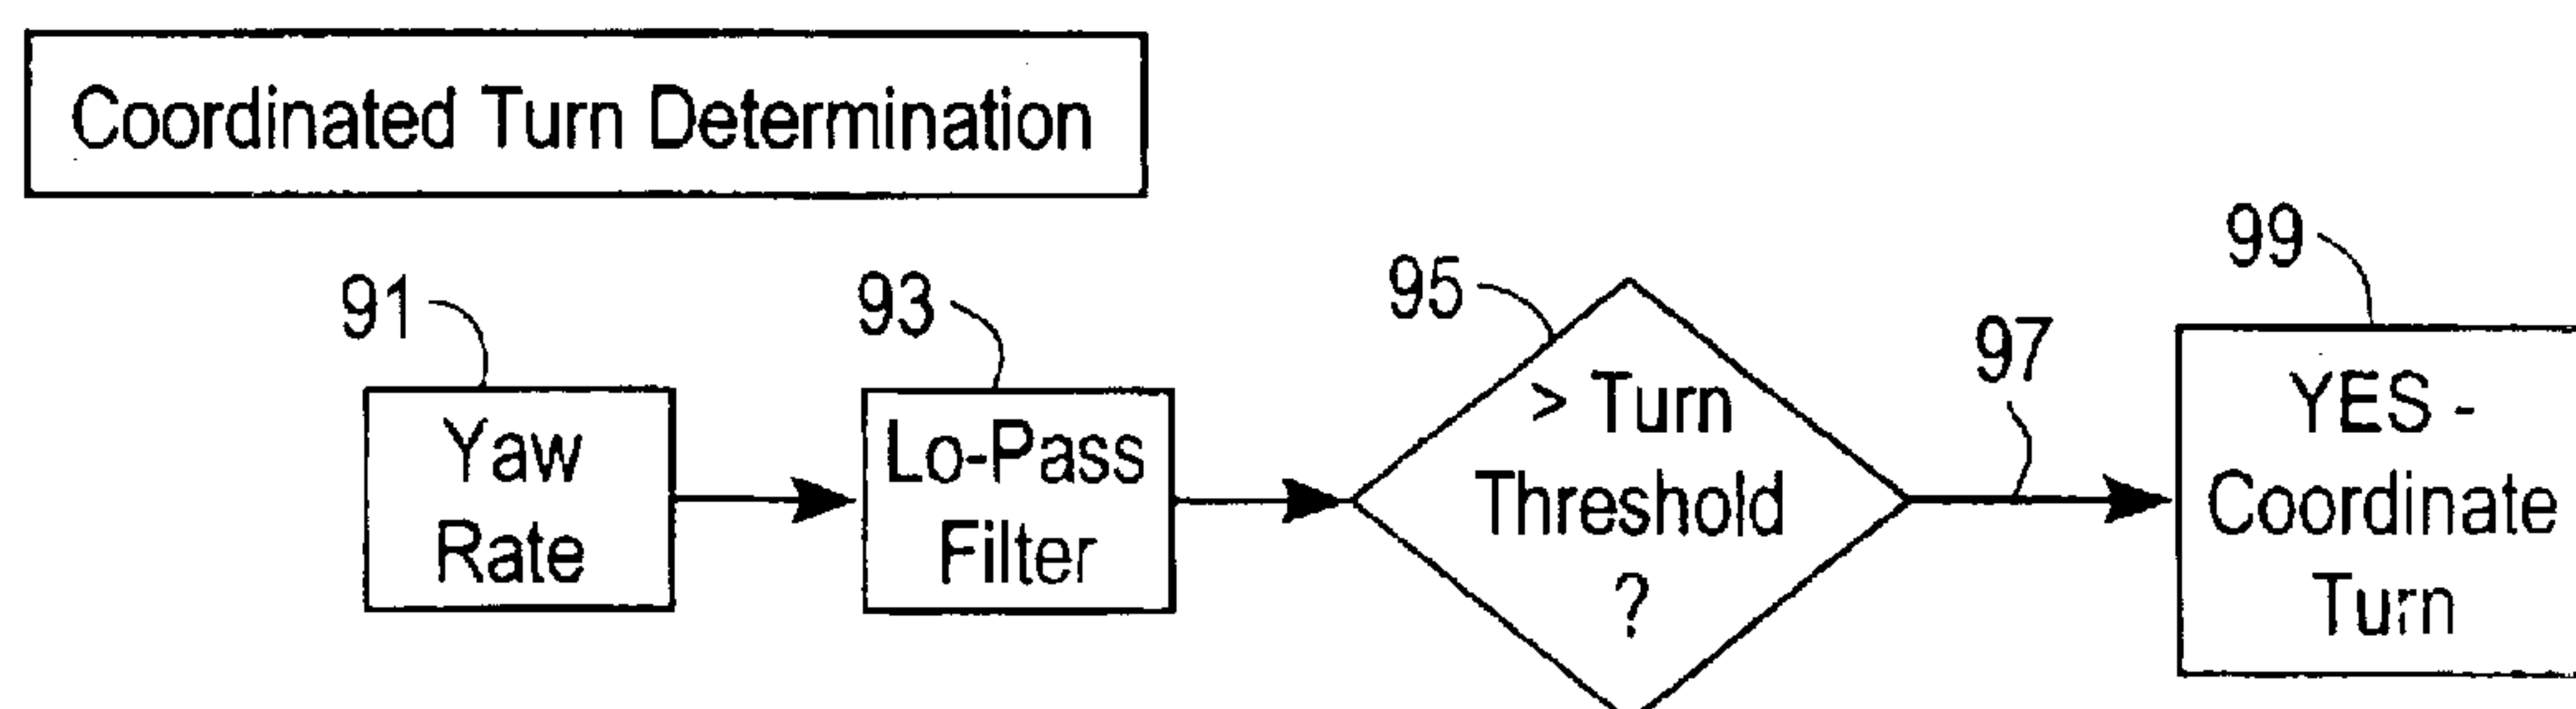 Coordinated Turn Determination
91
Yaw
Rate
93
Lo-Pass
Filter
95
> Turn
Threshold
?
97
99
YES -
Coordinate
Turn